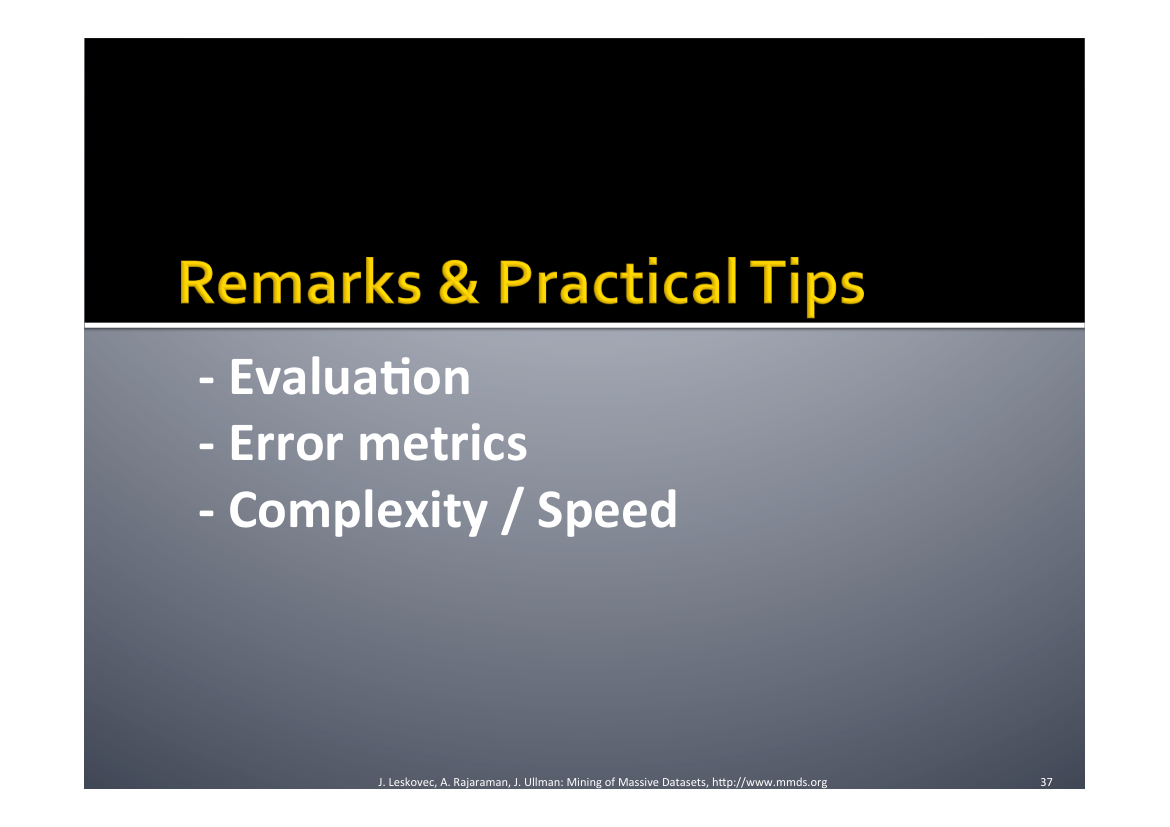 Remarks & Practical Tips
- Evaluation
- Error metrics
- Complexity / Speed
J. Leskovec, A. Rajaraman, J. Ullman: Mining of Massive Datasets, http://www.mmds.org 37